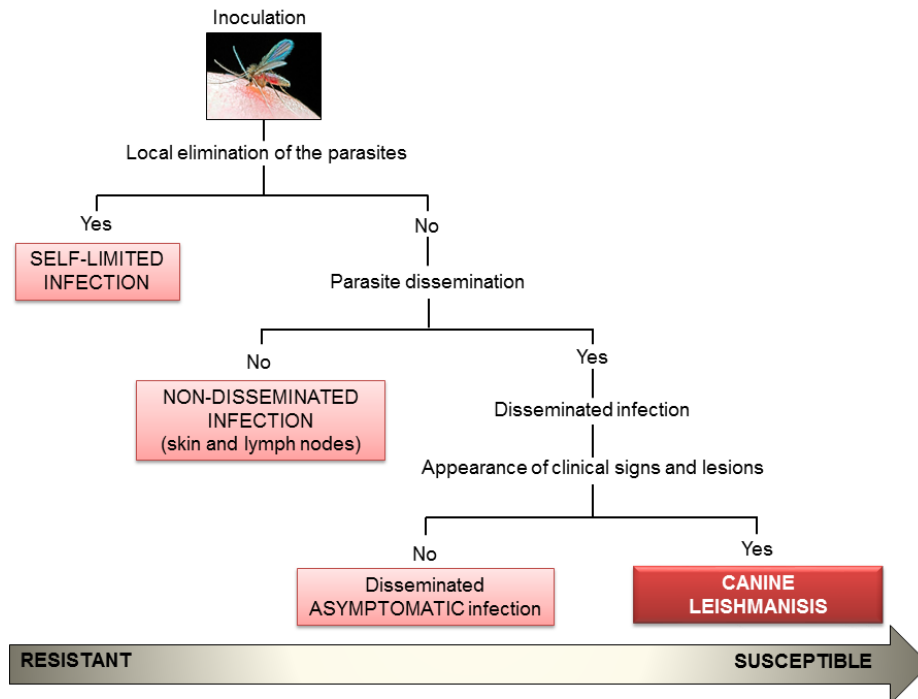 Inoculation
Local elimination of the parasites
Yes
No
SELF-LIMITED
INFECTION
Parasite dissemination
No
Yes
NON-DISSEMINATED
INFECTION
(skin and lymph nodes)
Disseminated infection
Appearance of clinical signs and lesions
No
Yes
Disseminated
ASYMPTOMATIC infection
CANINE
LEISHMANISIS
RESISTANT
SUSCEPTIBLE